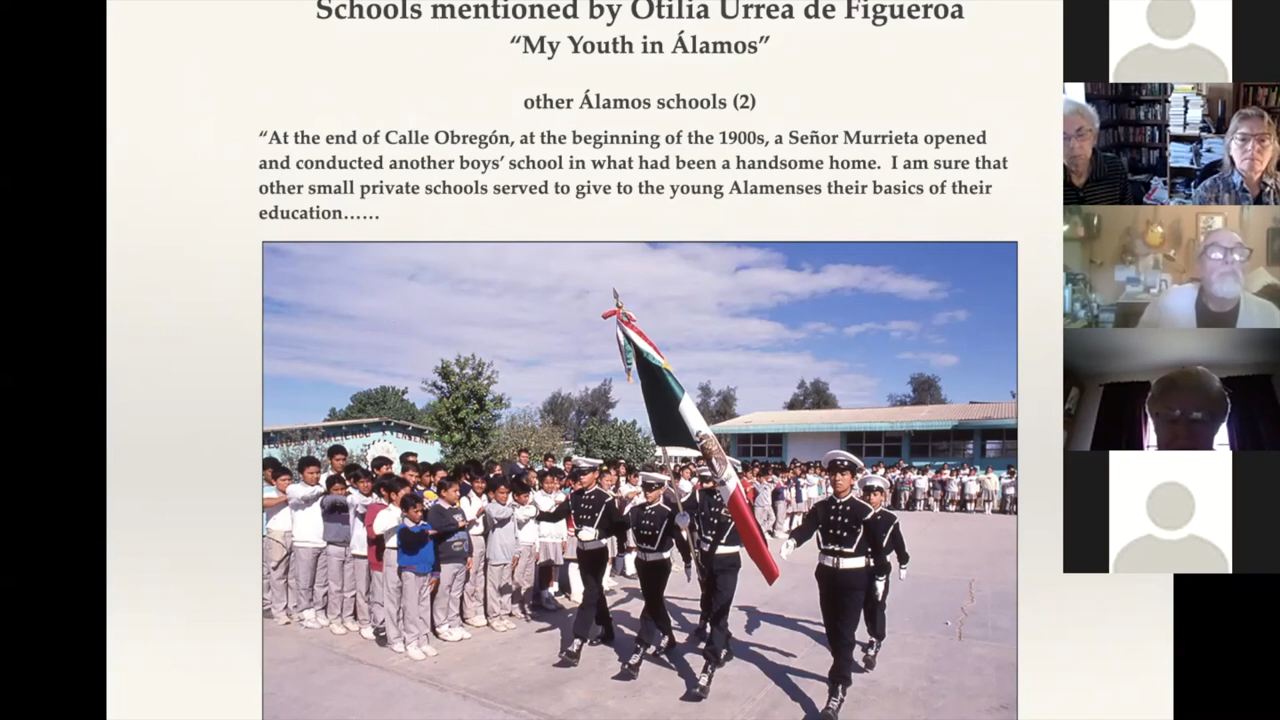 Schools mentioned by Otilia Urrea de Figueroa
“My Youth in Álamos”
other Álamos schools (2)
“At the end of Calle Obregón, at the beginning of the 1900s, a Señor Murrieta opened
and conducted another boys’ school in what had been a handsome home.  I am sure that
other small private schools served to give to the young Alamenses their basics of their
education……